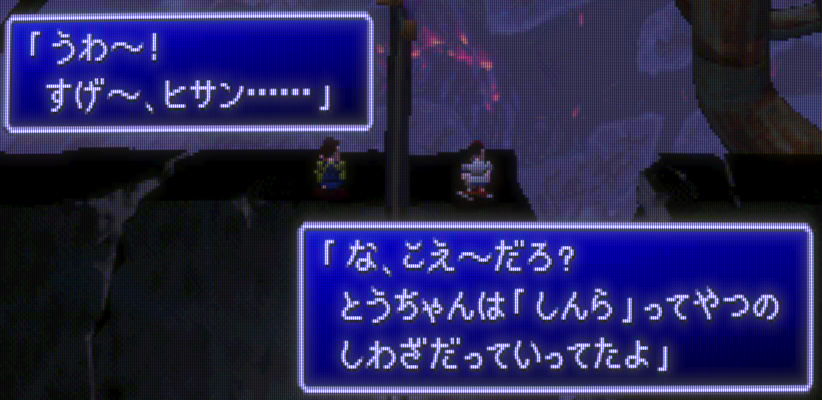 「うわ〜!
すげ〜、ヒサン……」
「な、こえ〜だろ?
とうちゃんは「しんら」ってやつの
しわざだっていってたよ」